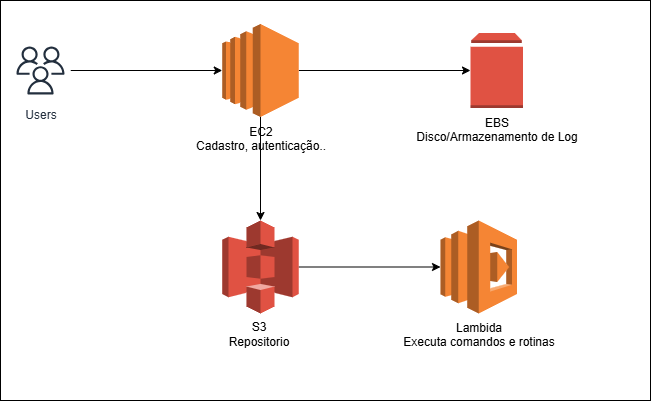 Users
EC2
Cadastro, autenticação..
EBS
Disco/Armazenamento de Log
S3
Repositorio
Lambida
Executa comandos e rotinas